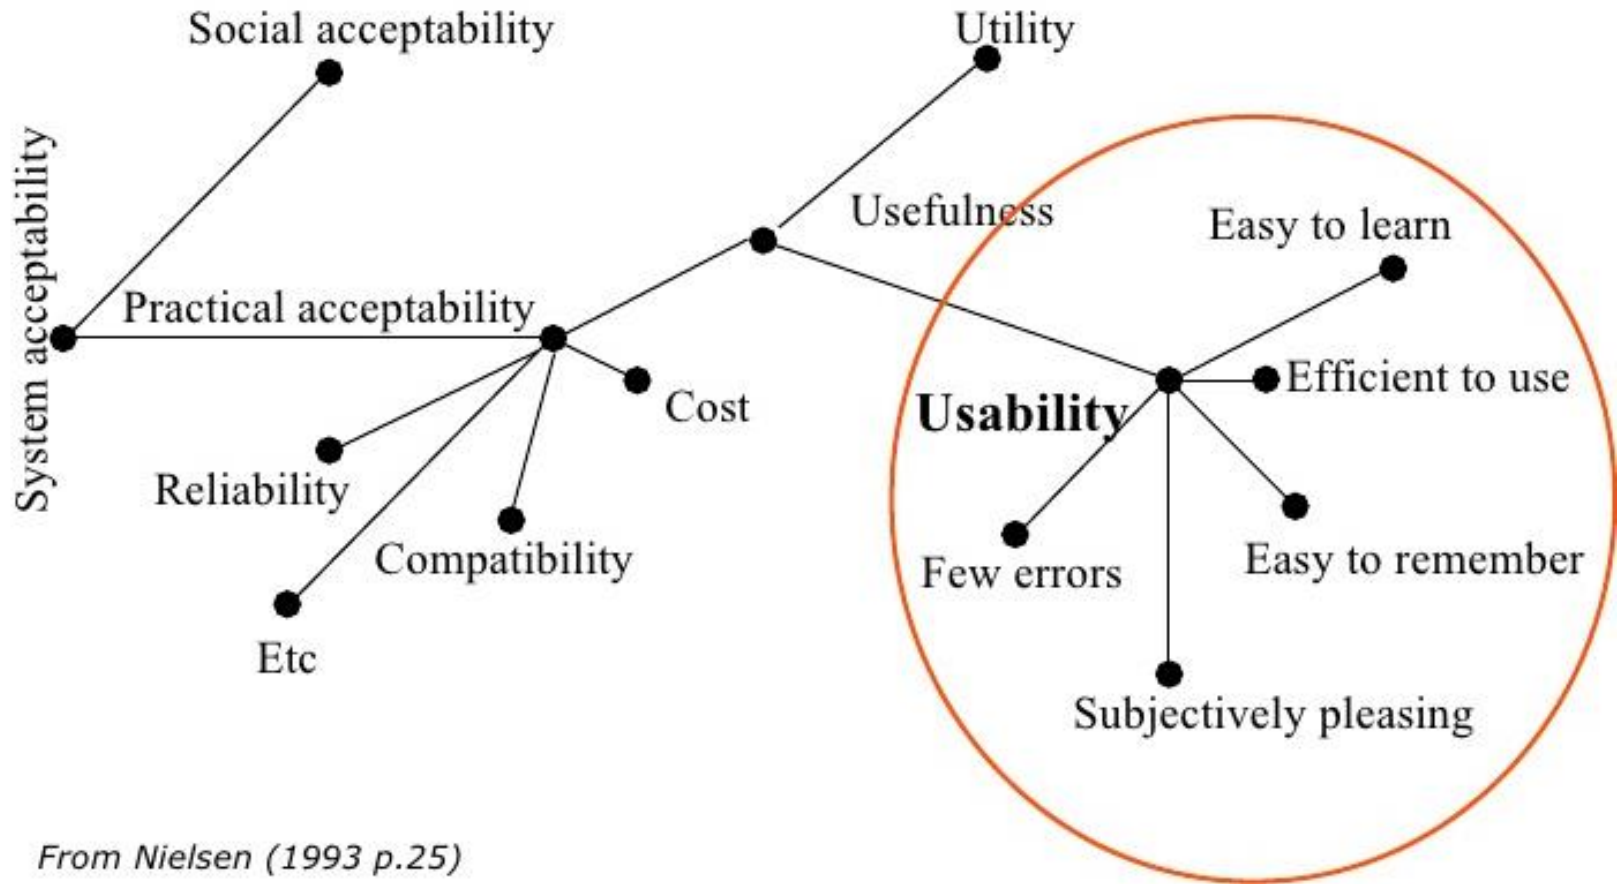 Social acceptability
Utility
System acceptability
Usefulness
Easy to learn
Practical acceptability
Cost
Usability
Efficient to use
Reliability
Compatibility
Few errors
Easy to remember
Etc
Subjectively pleasing
From Nielsen (1993 p.25)